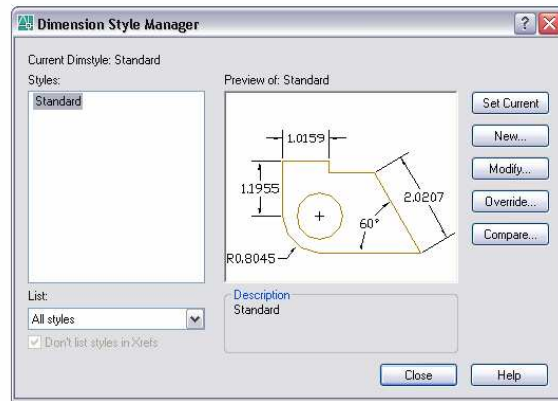 Dimension Style Manager
Current Dimstyle: Standard
Styles:
Standard
Preview of: Standard
1.0159
1.1955
2.0207
60°
R0.8045
Set Current
New...
Modify...
Override...
Compare...
List:
All styles
Don't list styles in Xrefs
Description
Standard
Close
Help